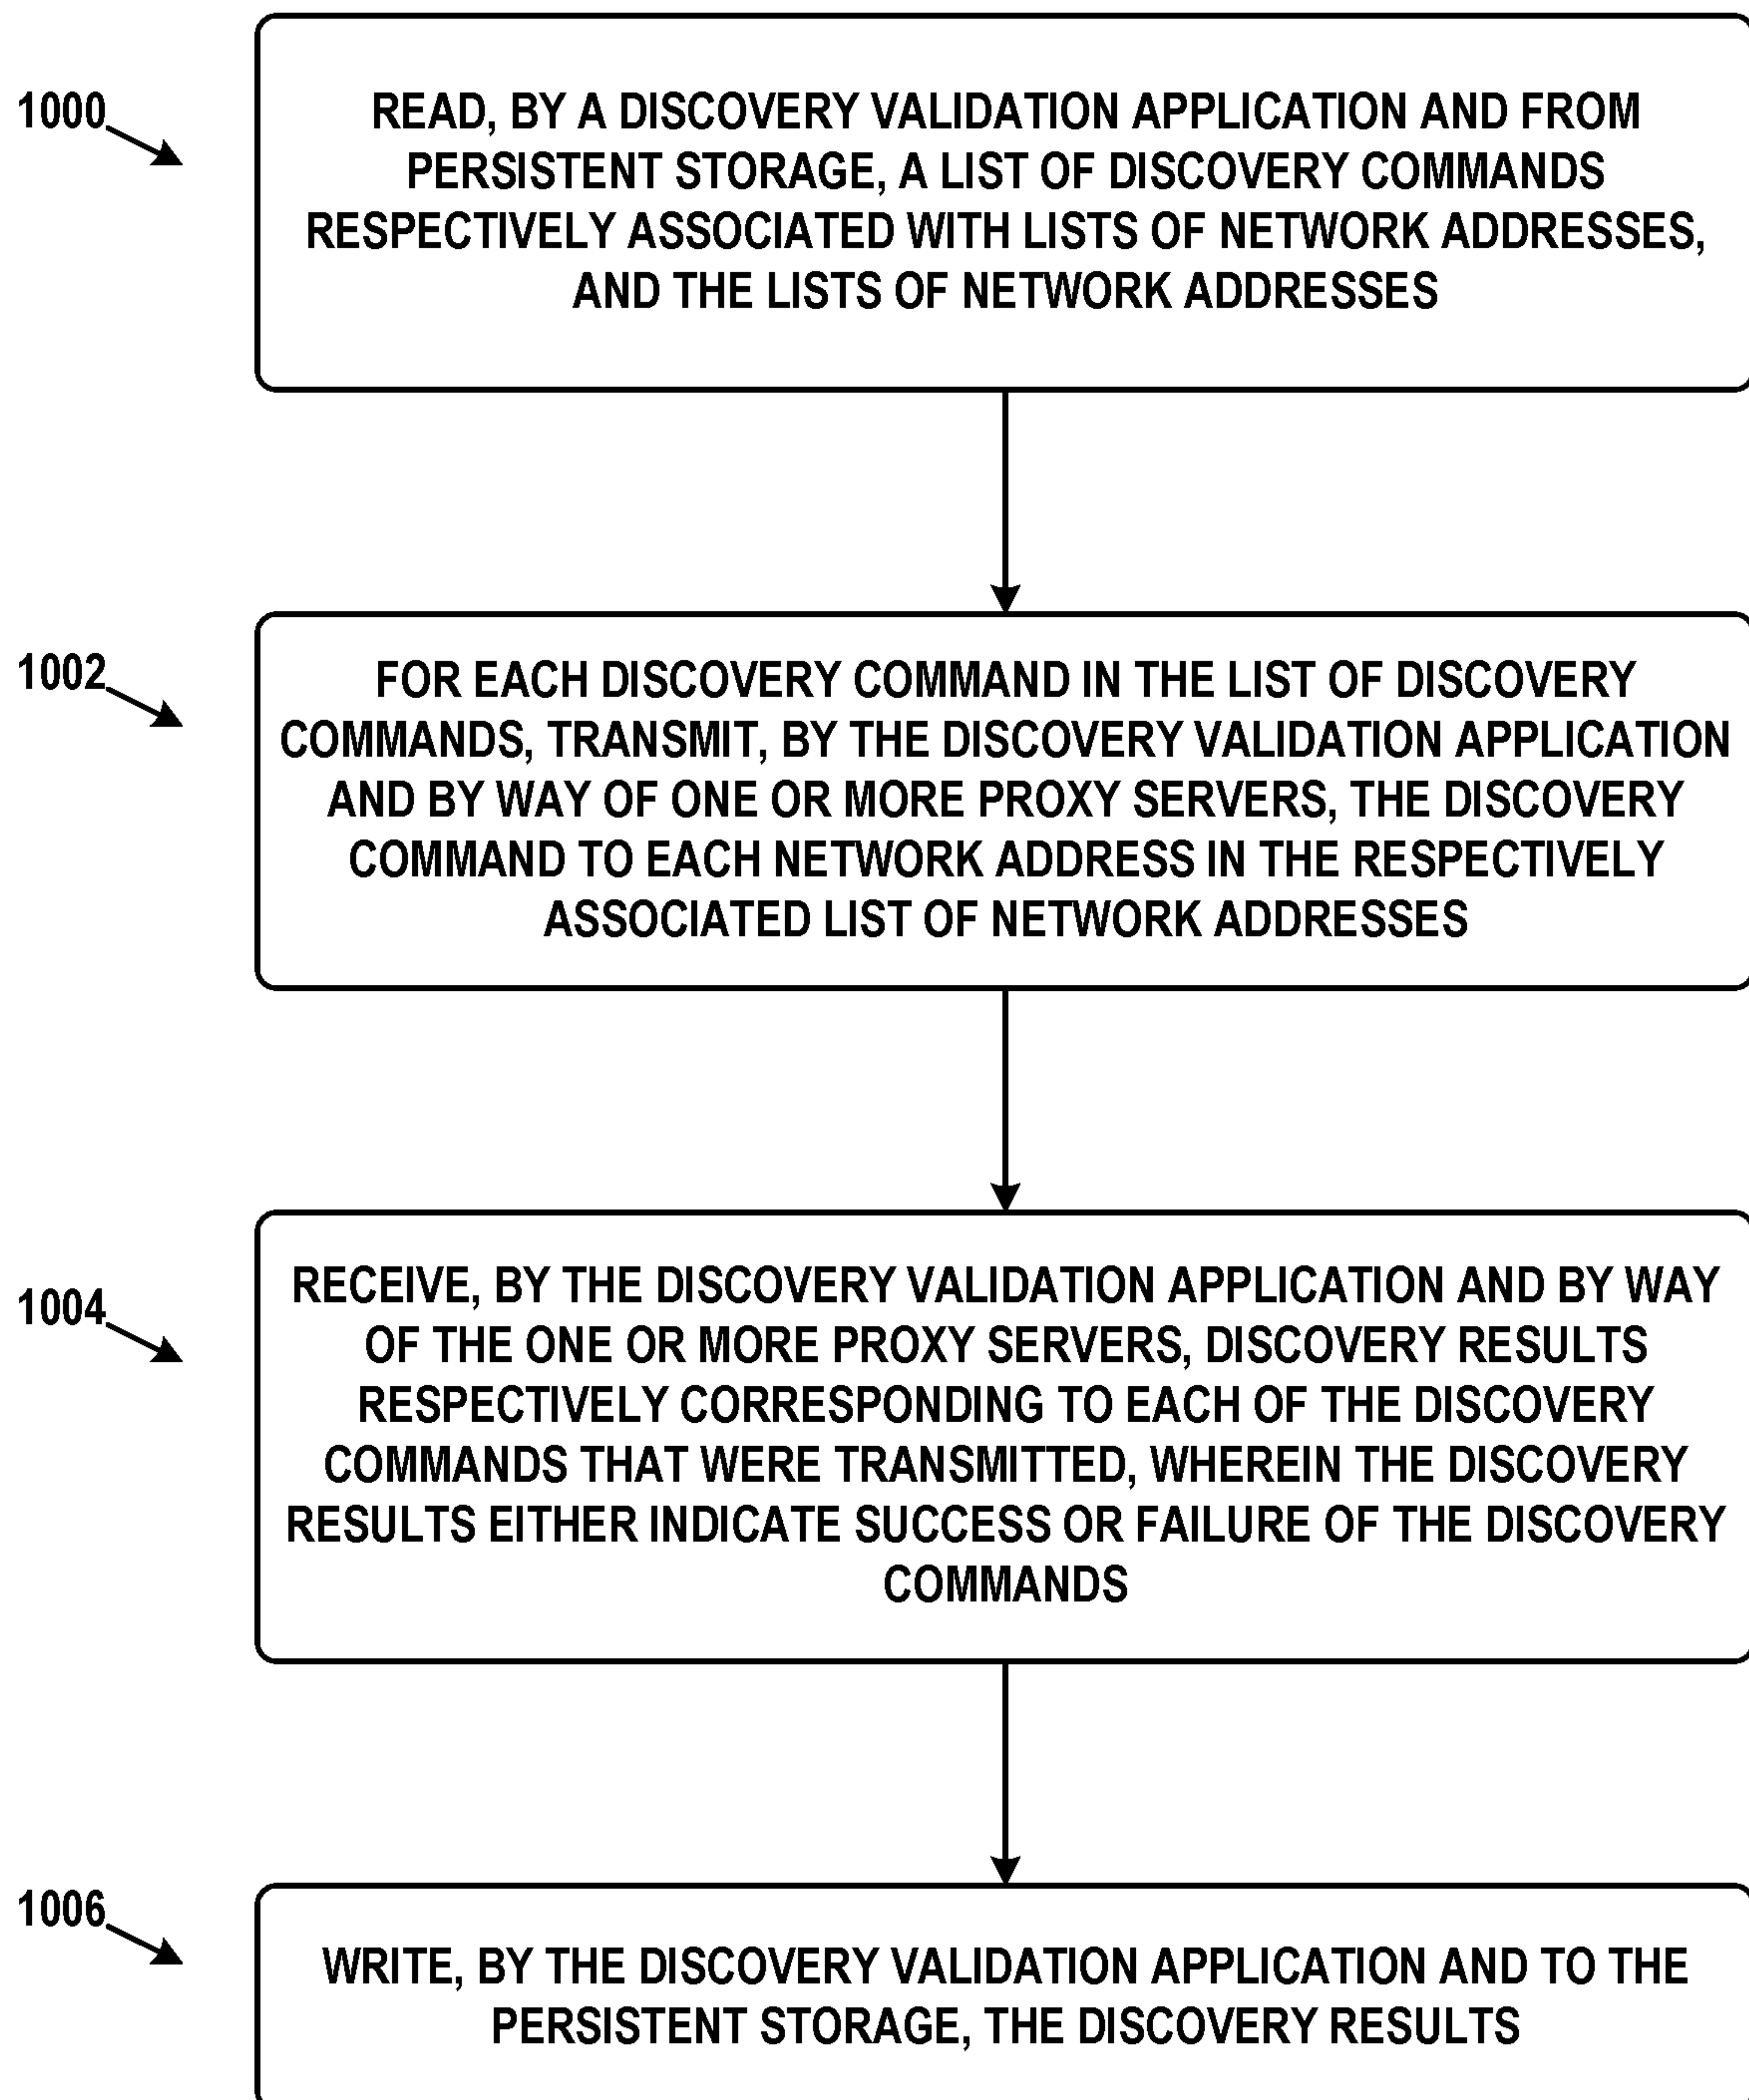 1000
READ, BY A DISCOVERY VALIDATION APPLICATION AND FROM
PERSISTENT STORAGE, A LIST OF DISCOVERY COMMANDS
RESPECTIVELY ASSOCIATED WITH LISTS OF NETWORK ADDRESSES,
AND THE LISTS OF NETWORK ADDRESSES
1002
FOR EACH DISCOVERY COMMAND IN THE LIST OF DISCOVERY
COMMANDS, TRANSMIT, BY THE DISCOVERY VALIDATION APPLICATION
AND BY WAY OF ONE OR MORE PROXY SERVERS, THE DISCOVERY
COMMAND TO EACH NETWORK ADDRESS IN THE RESPECTIVELY
ASSOCIATED LIST OF NETWORK ADDRESSES
1004
RECEIVE, BY THE DISCOVERY VALIDATION APPLICATION AND BY WAY
OF THE ONE OR MORE PROXY SERVERS, DISCOVERY RESULTS
RESPECTIVELY CORRESPONDING TO EACH OF THE DISCOVERY
COMMANDS THAT WERE TRANSMITTED, WHEREIN THE DISCOVERY
RESULTS EITHER INDICATE SUCCESS OR FAILURE OF THE DISCOVERY
COMMANDS
1006
WRITE, BY THE DISCOVERY VALIDATION APPLICATION AND TO THE
PERSISTENT STORAGE, THE DISCOVERY RESULTS